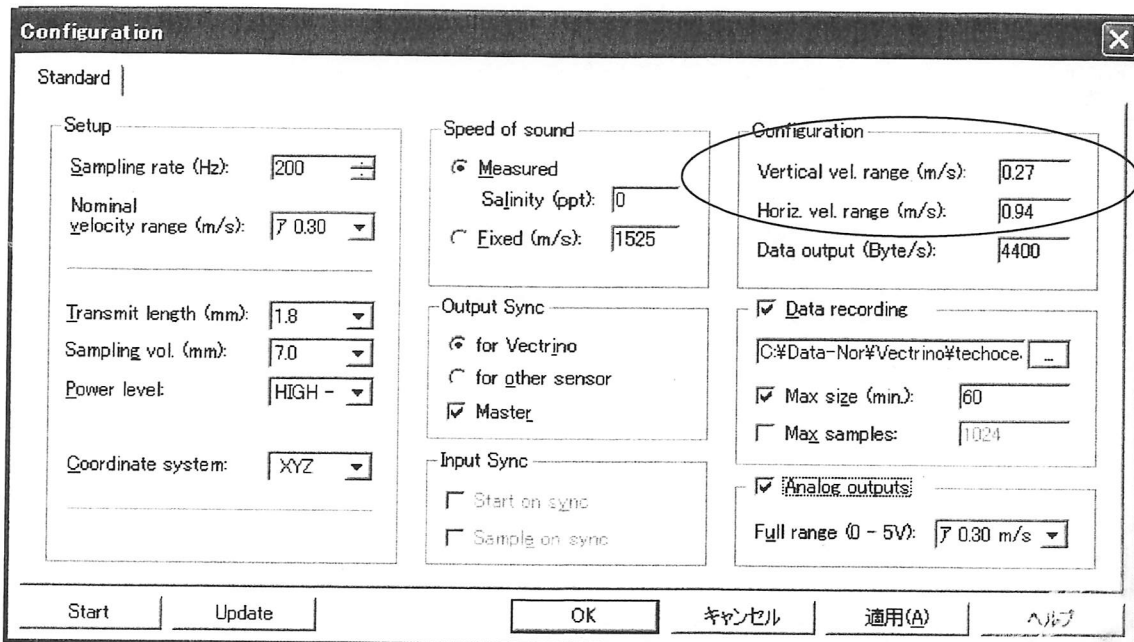 Configuration
Standard
Setup
Sampling rate (Hz): 200
Nominal
velocity range (m/s): ｱ 0.30
Transmit length (mm): 1.8
Sampling vol. (mm): 7.0
Power level: HIGH -
Coordinate system: XYZ
Speed of sound
Measured
Salinity (ppt): 0
Fixed (m/s): 1525
Output Sync
for Vectrino
for other sensor
Master
Input Sync
Start on sync
Sample on sync
Configuration
Vertical vel. range (m/s): 0.27
Horiz. vel. range (m/s): 0.94
Data output (Byte/s): 4400
Data recording
C:¥Data-Nor¥Vectrino¥techoce. ...
Max size (min.): 60
Max samples: 1024
Analog outputs
Full range (0 - 5V): ｱ 0.30 m/s
Start
Update
OK
キャンセル
適用(A)
ヘルプ